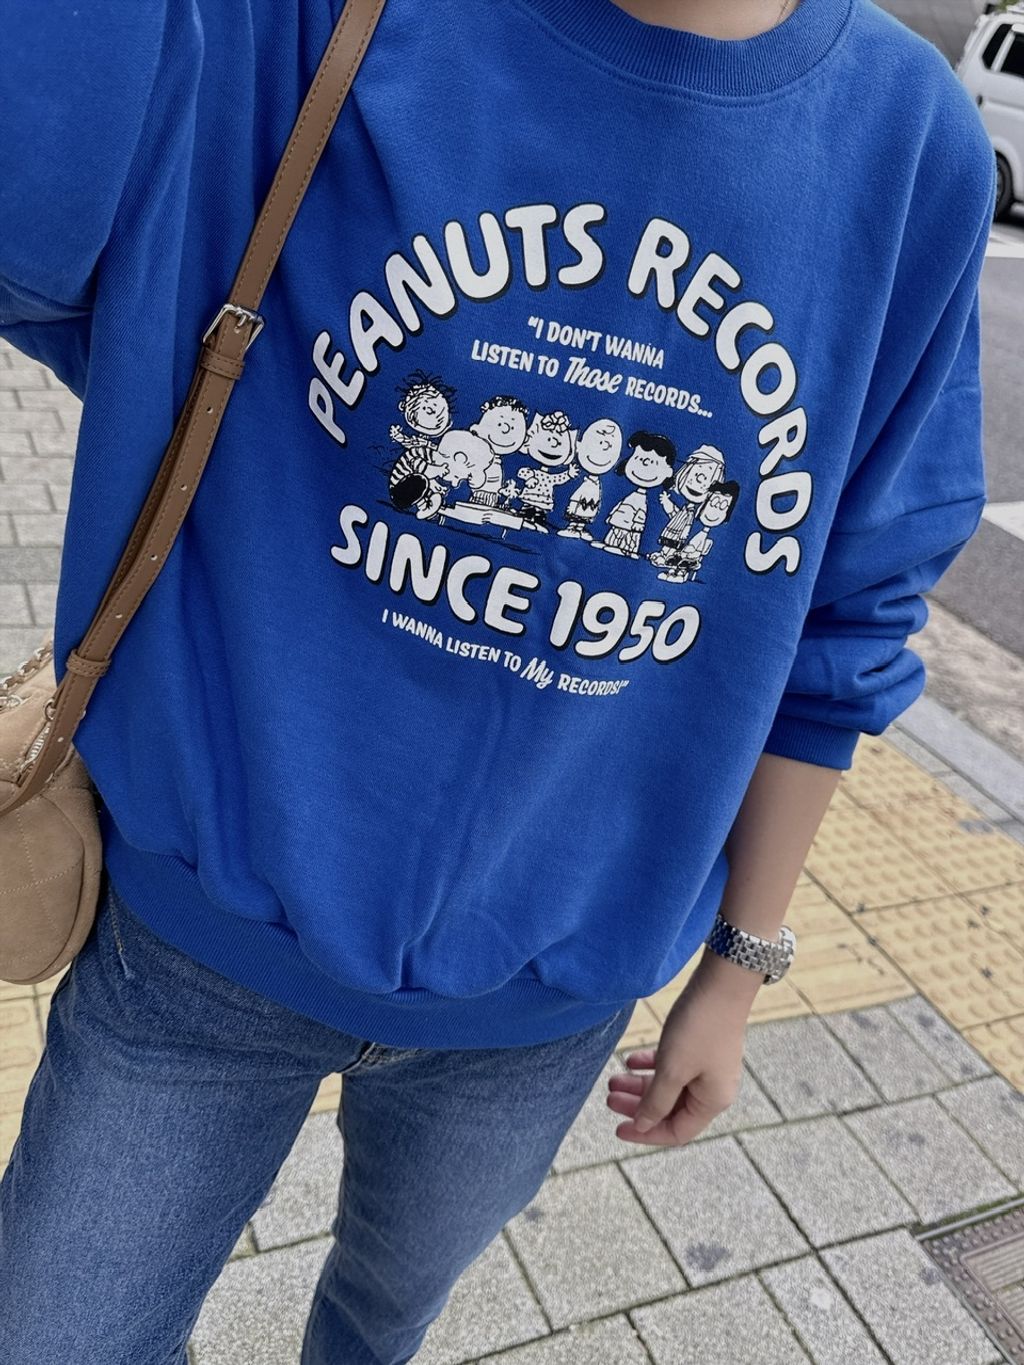 PEANUTS RECORDS
"I DON'T WANNA
LISTEN TO Those RECORDS...
SINCE 1950
I WANNA LISTEN TO My RECORDS!"